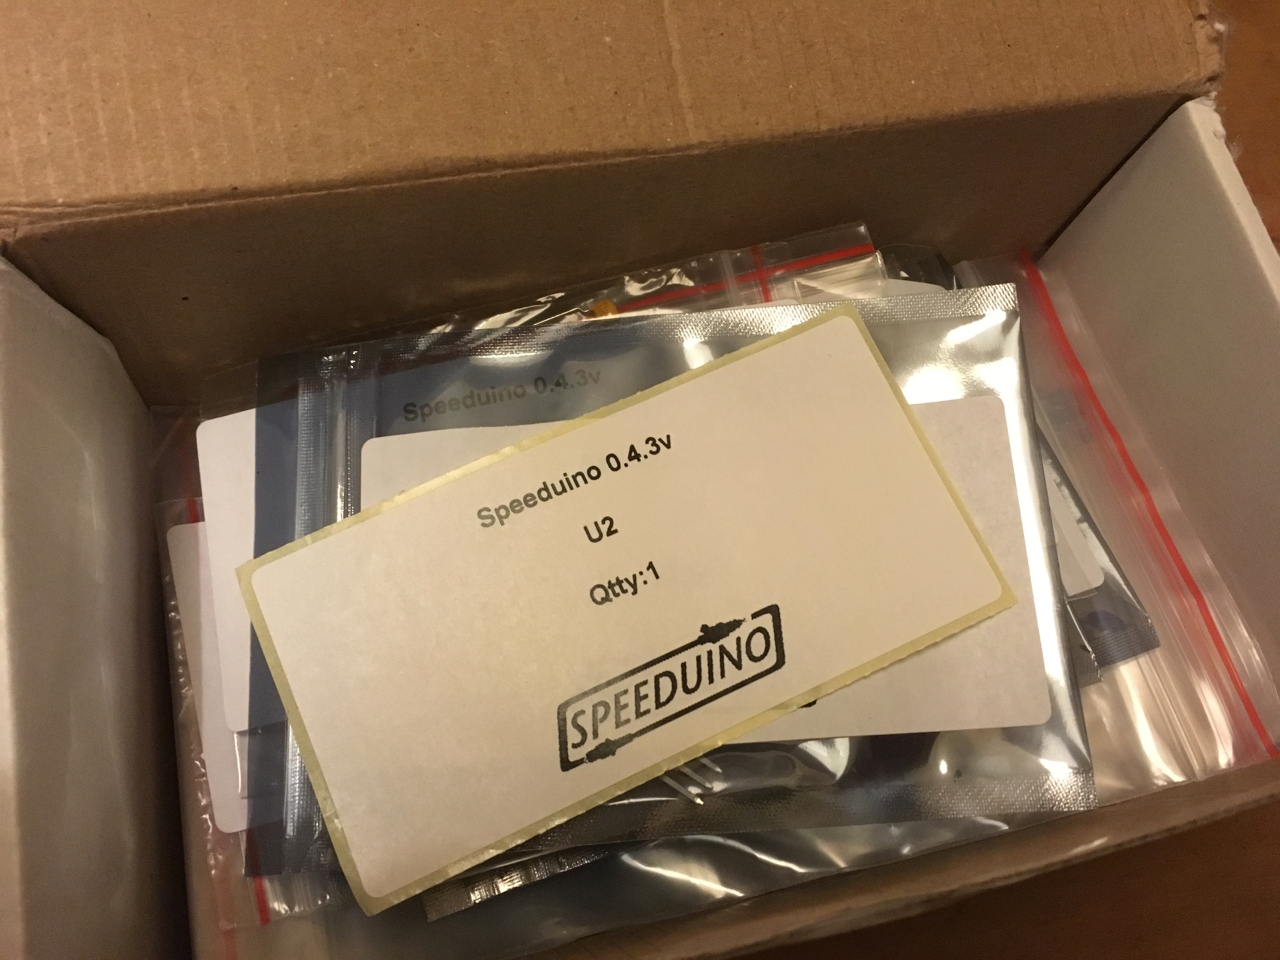 Speeduino 0.4.3v
Speeduino 0.4.3v
U2
Qtty:1
SPEEDUINO